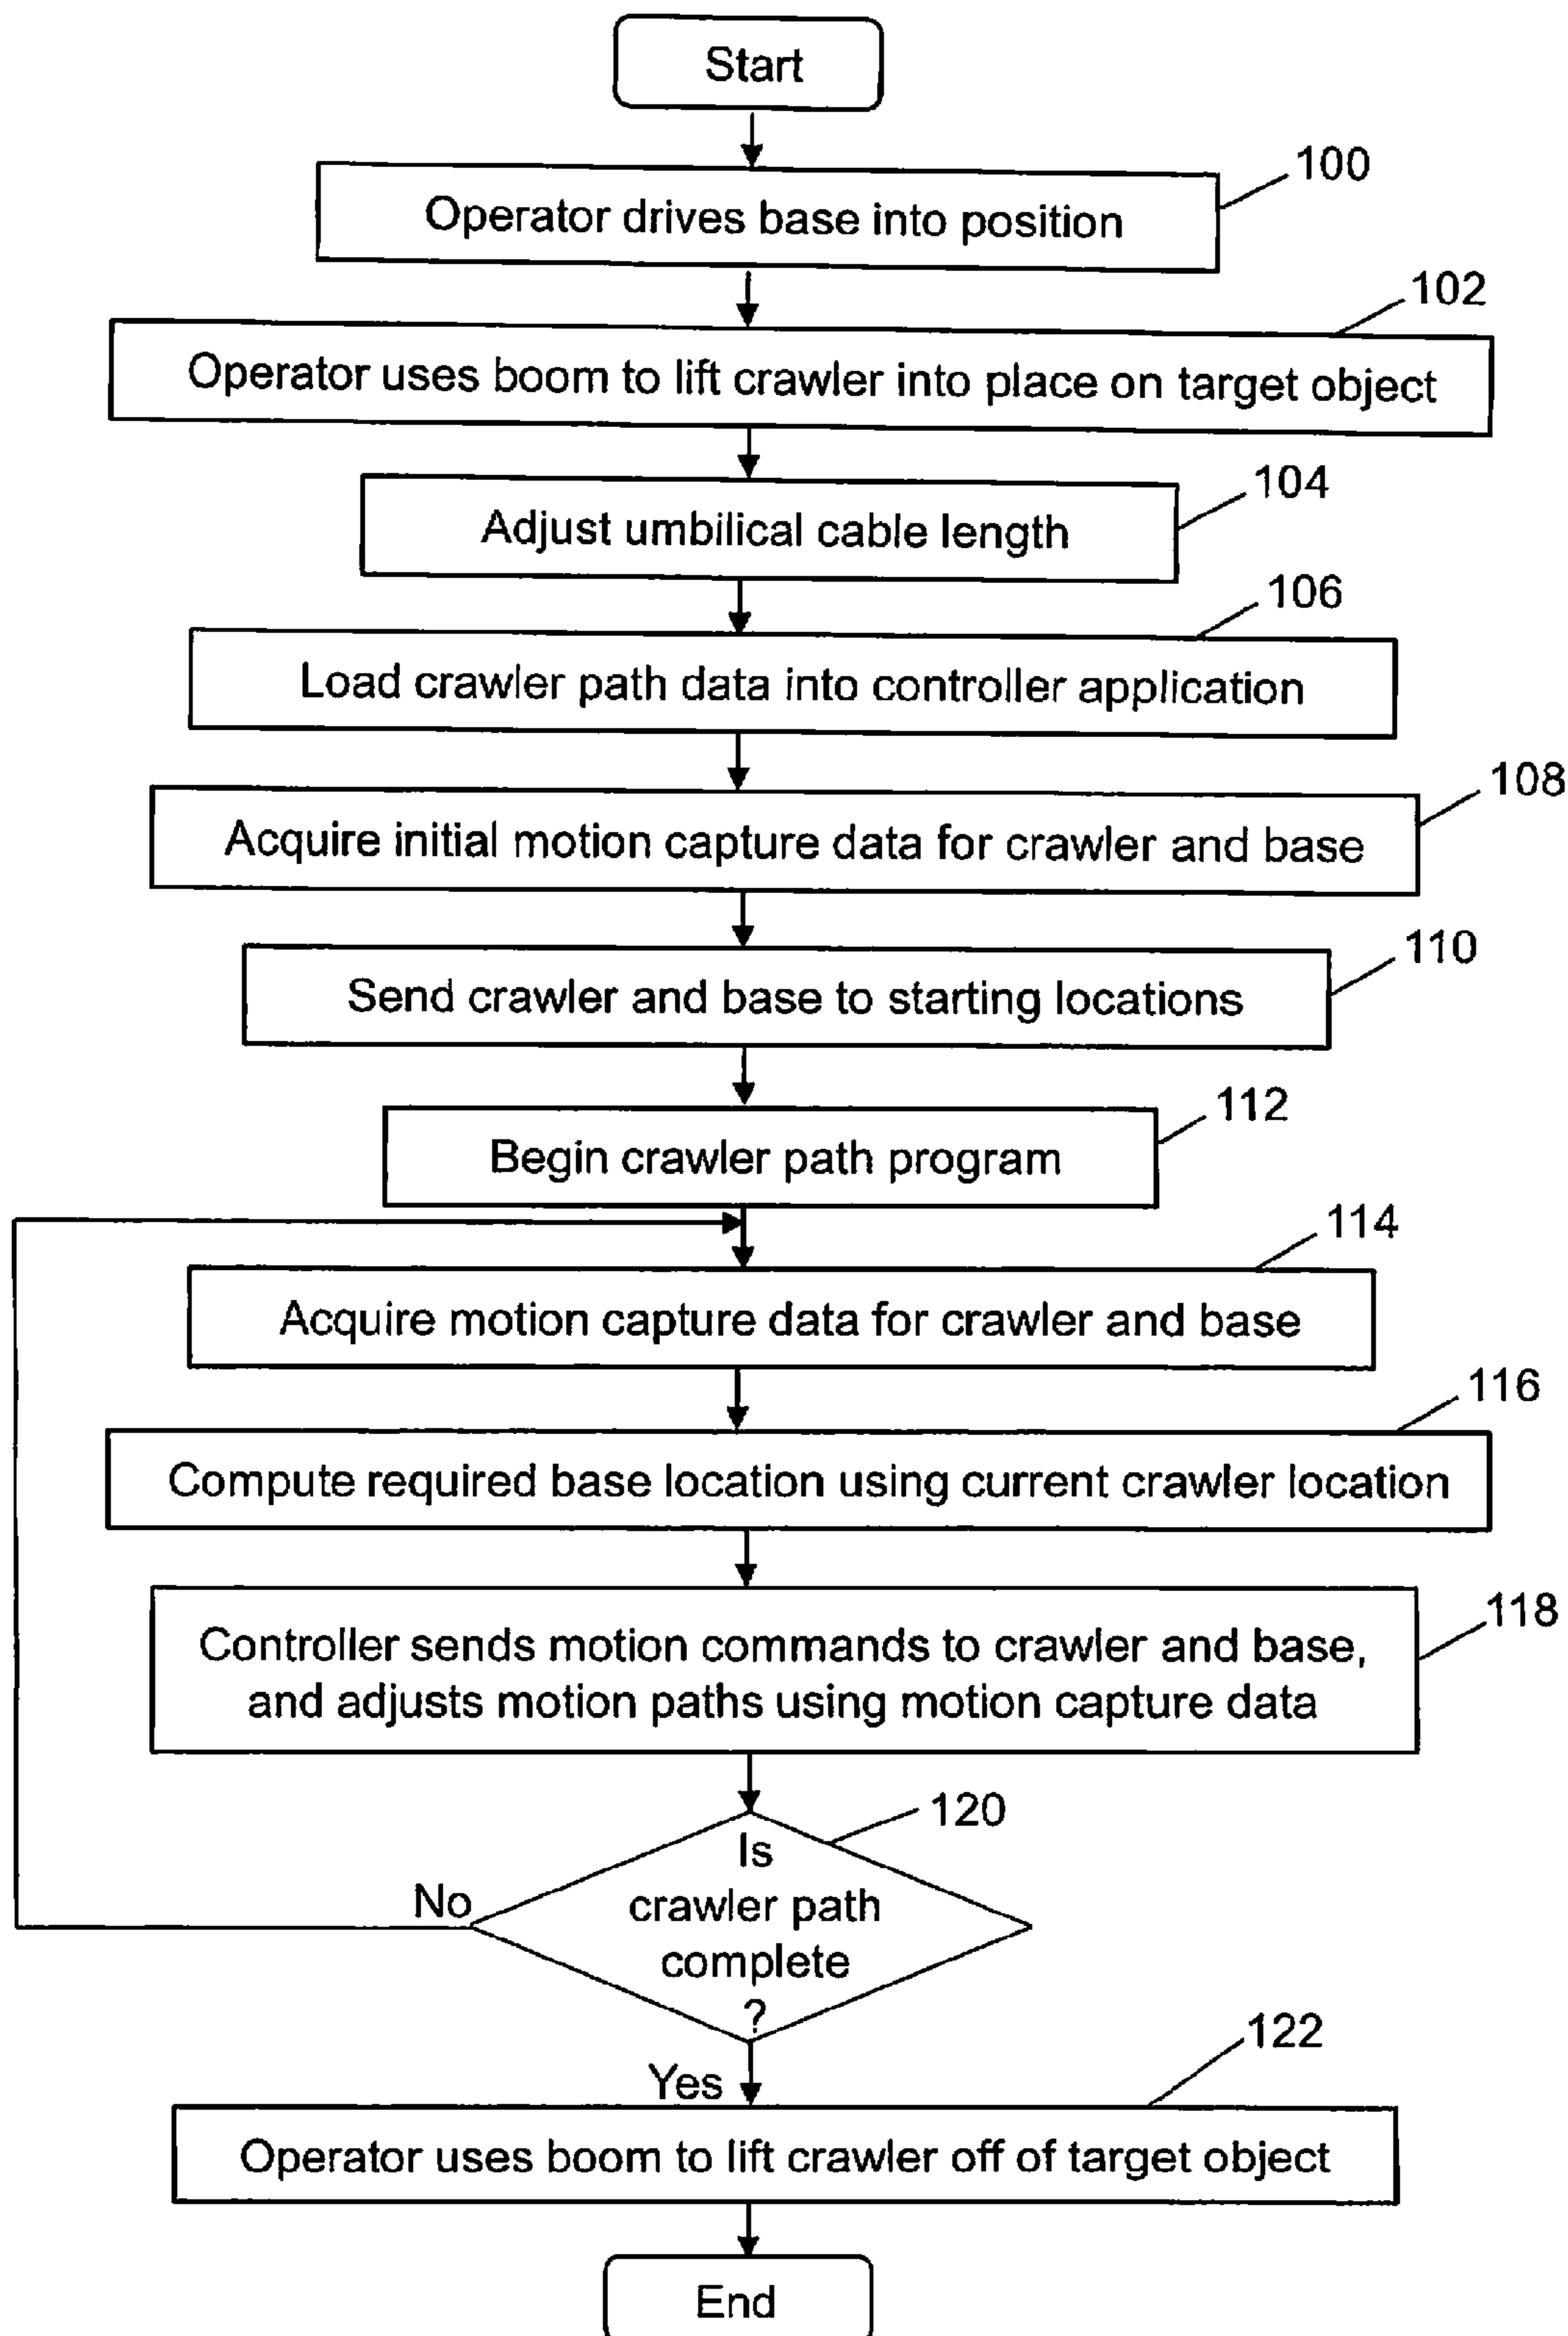 Start
100
Operator drives base into position
102
Operator uses boom to lift crawler into place on target object
104
Adjust umbilical cable length
106
Load crawler path data into controller application
108
Acquire initial motion capture data for crawler and base
110
Send crawler and base to starting locations
112
Begin crawler path program
114
Acquire motion capture data for crawler and base
116
Compute required base location using current crawler location
118
Controller sends motion commands to crawler and base,
and adjusts motion paths using motion capture data
120
Is
No
crawler path
complete
?
122
Yes
Operator uses boom to lift crawler off of target object
End